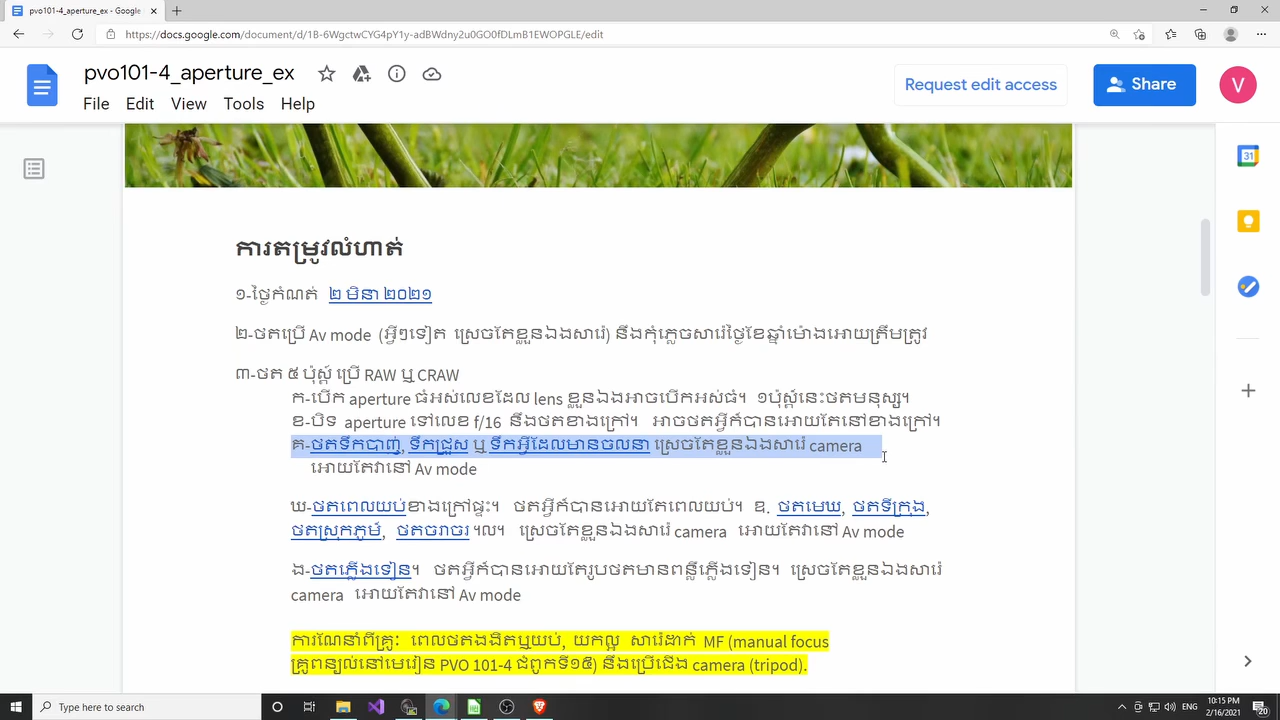 pvo101-4_aperture_ex - Google
https://docs.google.com/document/d/1B-6WgctwCYG4pY1y-adBWdny2u0GO0fDLmB1EWOPGLE/edit
pvo101-4_aperture_ex
Request edit access
Share
V
File Edit View Tools Help
31
ការតម្រូវលំហាត់
១-ថ្ងៃកំណត់ ២ មិនា ២០២១
២-ថតប្រើ Av mode (អ្វីៗទៀត ស្រេចតែខ្លួនឯងសារេ៉) នឹងកុំភ្លេចសារេ៉ថ្ងៃខែឆ្នាំម៉ោងអោយត្រឹមត្រូវ
៣-ថត ៥ ប៉ុស្ត៍ ប្រើ RAW ឬ CRAW
ក-បើក aperture ធំអស់លេខដែល lens ខ្លួនឯងអាចបើកអស់ធំ។ ១ប៉ុស្ត៍នេះថតមនុស្ស។
ខ-បិទ aperture ទៅលេខ f/16 នឹងថតខាងក្រៅ។ អាចថតអ្វីក៍បានអោយតែនៅខាងក្រៅ។
គ-ថតទឹកបាញ់, ទឹកជ្រួស ឬ ទឹកអ្វីដែលមានចលនា ស្រេចតែខ្លួនឯងសារេ៉ camera
អោយតែវានៅ Av mode
ឃ-ថតពេលយប់ខាងក្រៅផ្ទះ។ ថតអ្វីក៍បានអោយតែពេលយប់។ ឧ. ថតមេឃ, ថតទីក្រុង,
ថតស្រុកភូមិ៍, ថតចរាចរ ។ល។ ស្រេចតែខ្លួនឯងសារេ៉ camera អោយតែវានៅ Av mode
ង-ថតភ្លើងទៀន។ ថតអ្វីក៍បានអោយតែរូបថតមានពន្លឺភ្លើងទៀន។ ស្រេចតែខ្លួនឯងសារេ៉
camera អោយតែវានៅ Av mode
ការណែនាំពីគ្រូ៖ ពេលថតងងិតឬយប់, យកល្អ សារេ៉ដាក់ MF (manual focus
គ្រូពន្យល់នៅមេរៀន PVO 101-4 ជំពូកទី១៥) នឹងប្រើជើង camera (tripod).
Type here to search
ENG
10:15 PM
2/16/2021
20